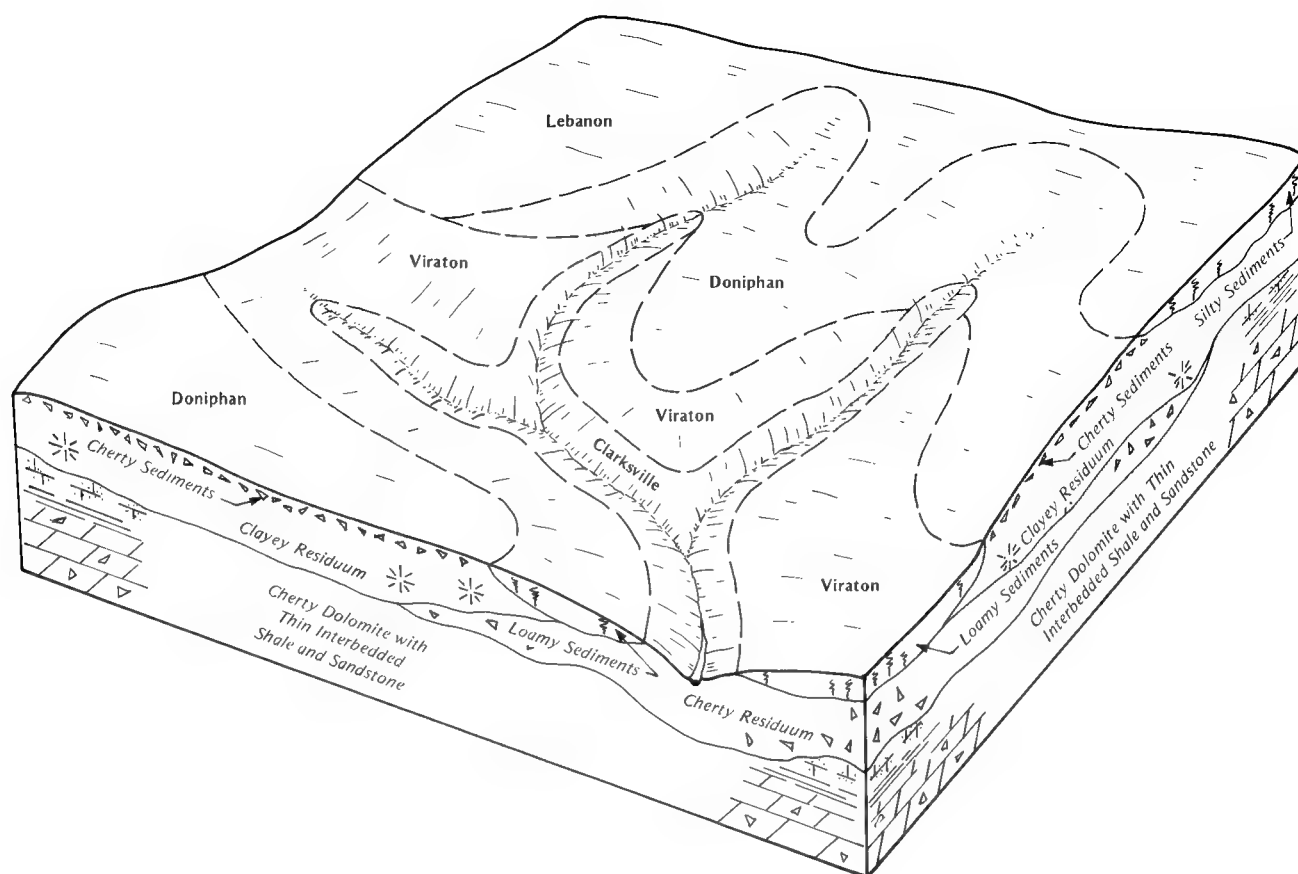 Lebanon
Viraton
Doniphan
Silty Sediments
Doniphan
Viraton
Clarksville
Viraton
Cherty Sediments
Clayey Residuum
Cherty Dolomite with
Thin Interbedded
Shale and Sandstone
Loamy Sediments
Cherty Residuum
Cherty Sediments
Clayey Residuum
Loamy Sediments
Cherty Dolomite with Thin
Interbedded Shale and Sandstone